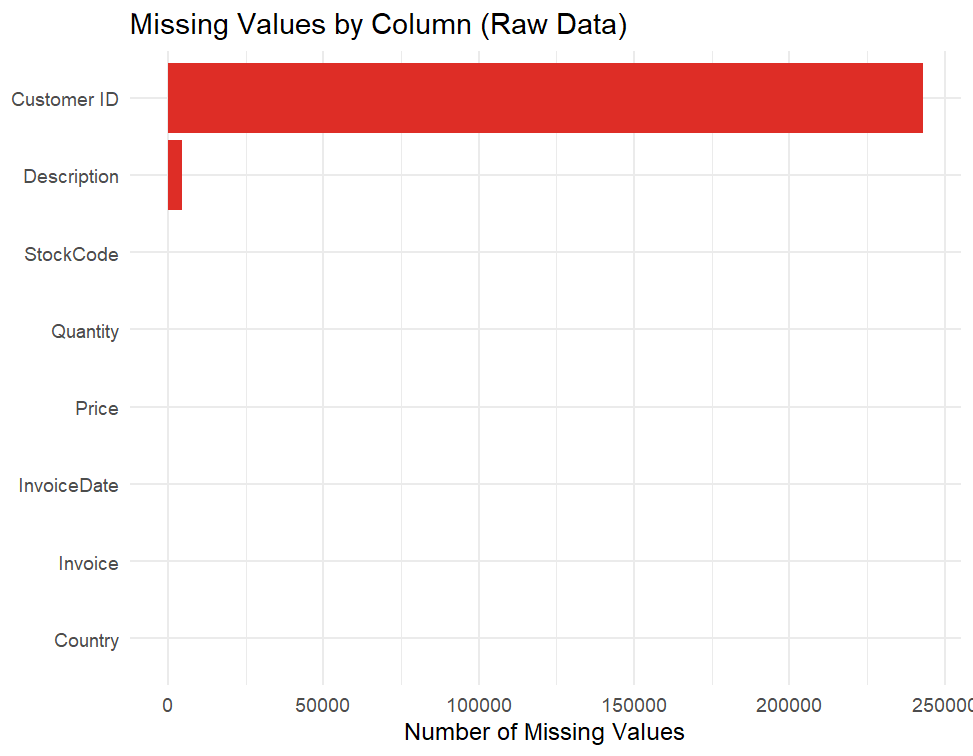 Missing Values by Column (Raw Data)
Customer ID
Description
StockCode
Quantity
Price
InvoiceDate
Invoice
Country
0 50000 100000 150000 200000 250000
Number of Missing Values